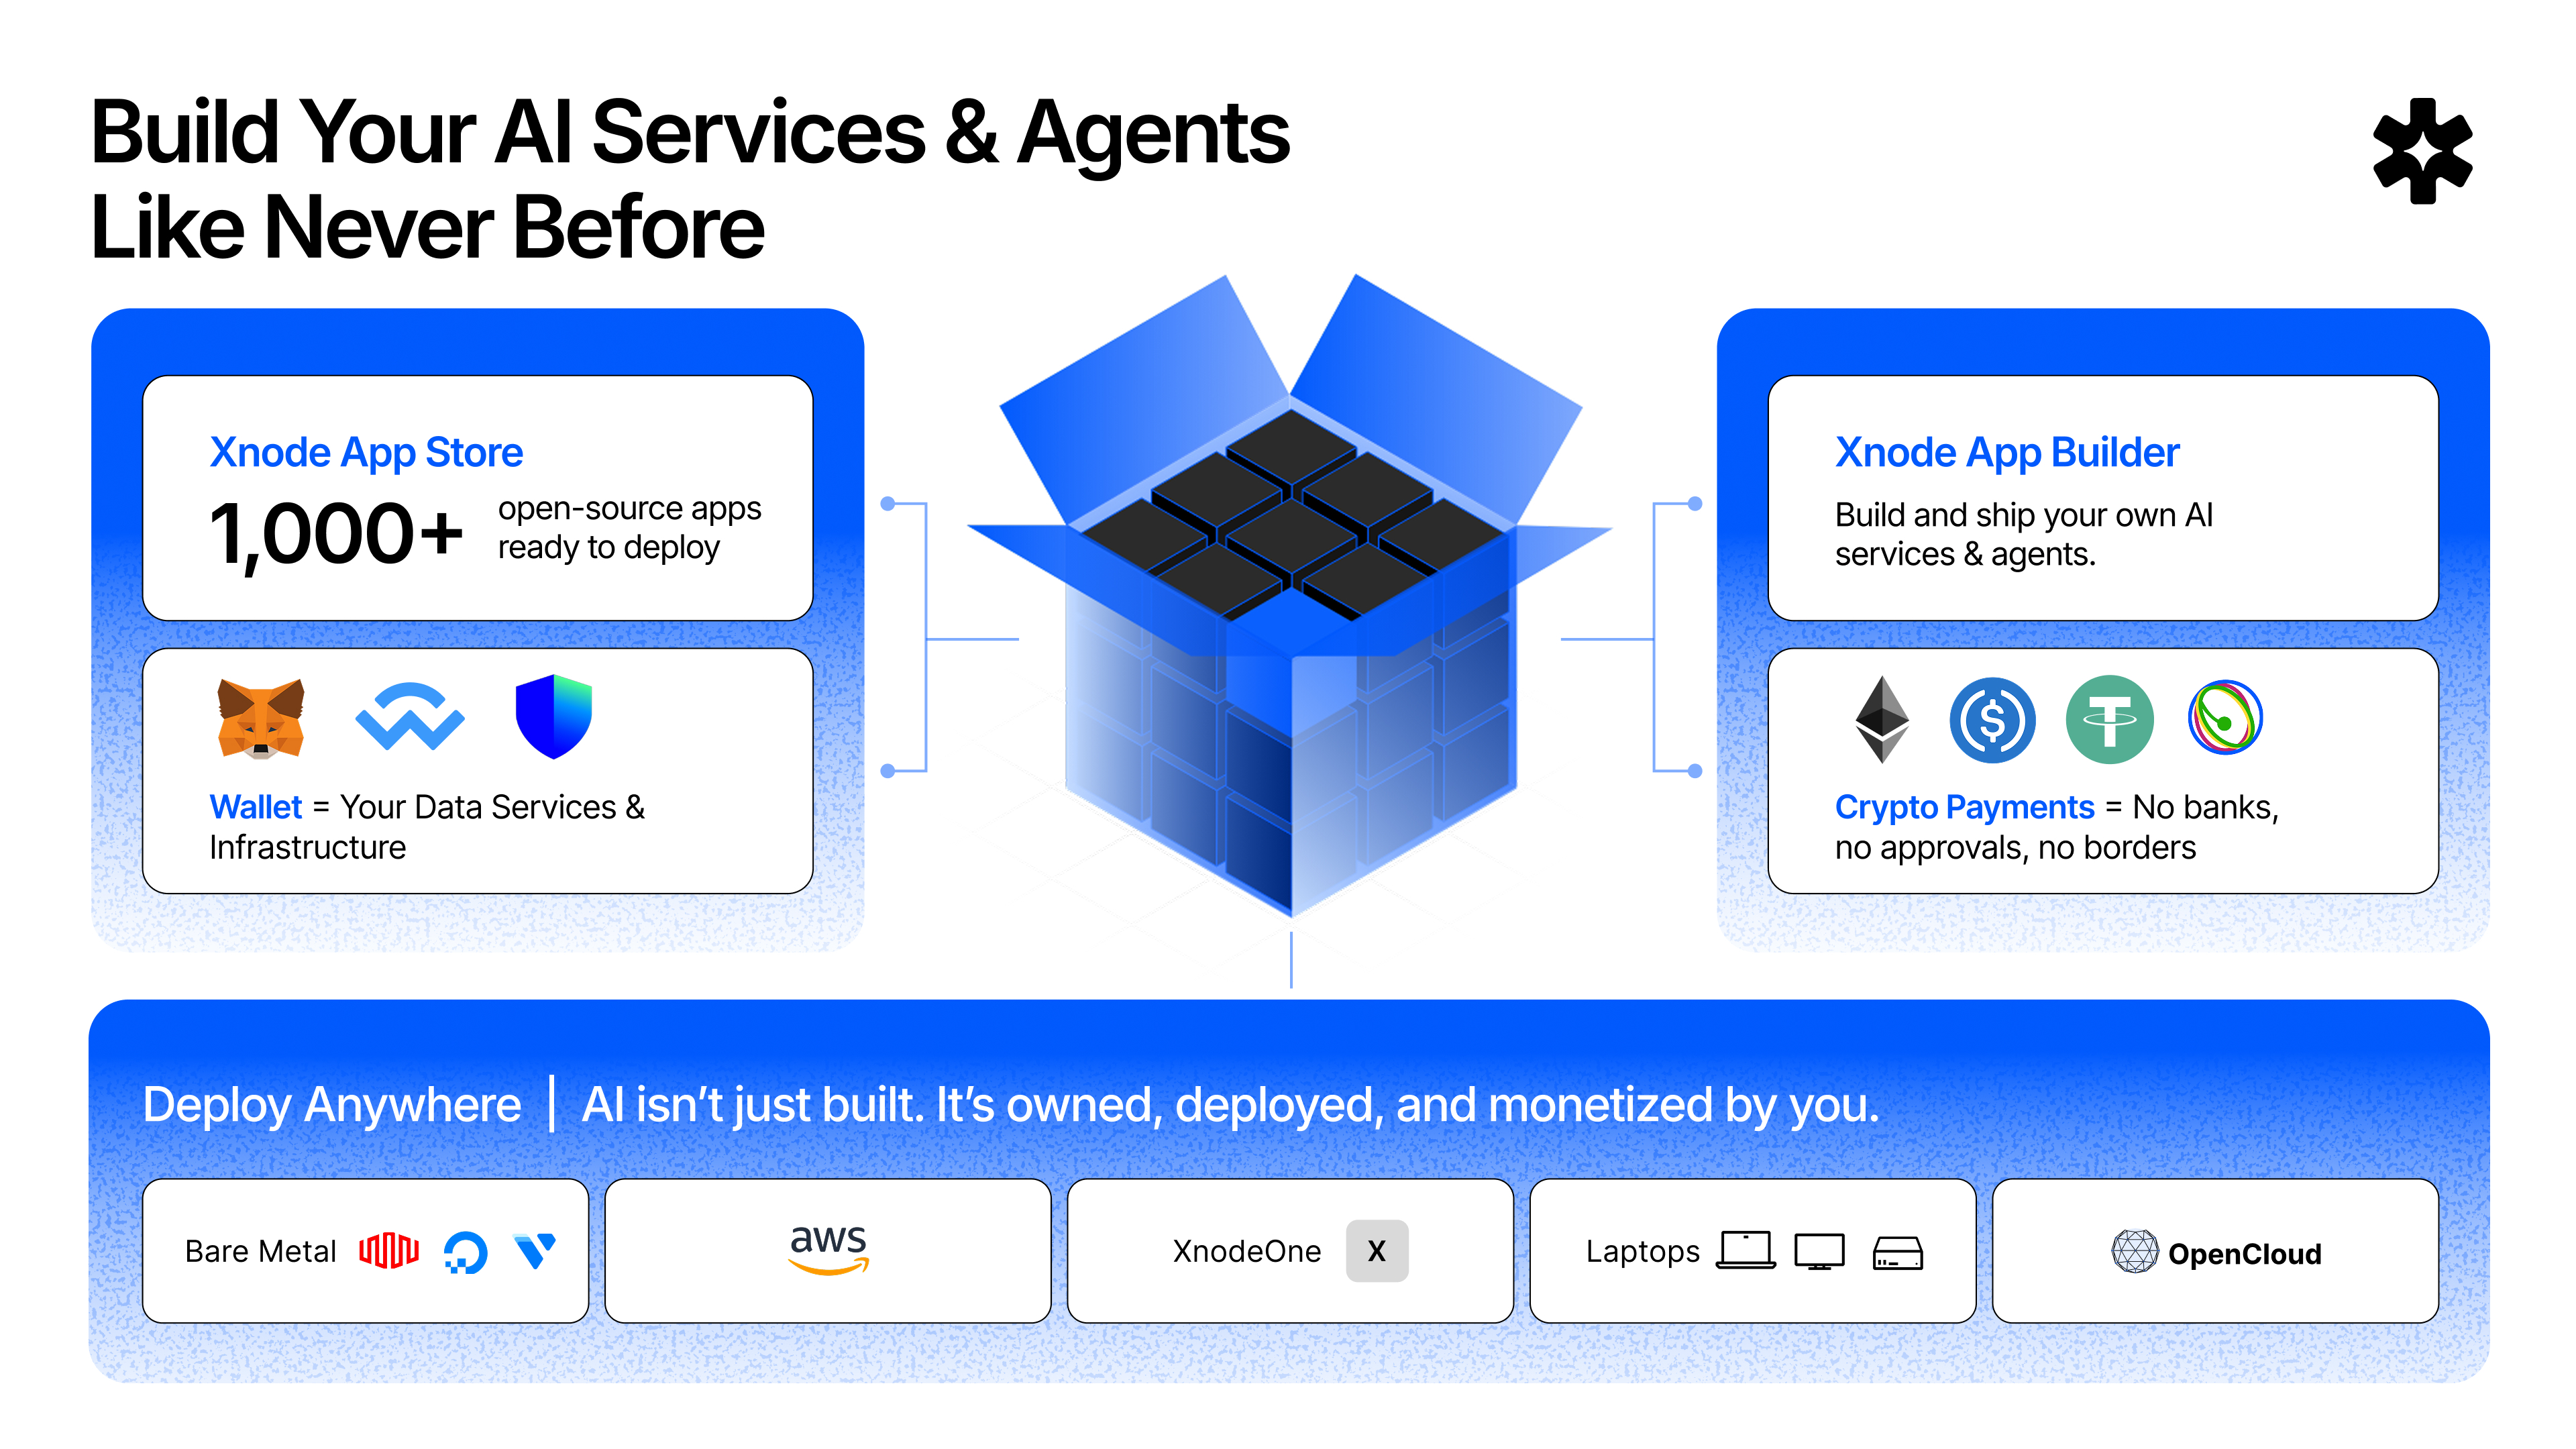 Build Your AI Services & Agents
Like Never Before
Xnode App Store
1,000+
open-source apps
ready to deploy
Wallet = Your Data Services &
Infrastructure
Xnode App Builder
Build and ship your own AI
services & agents.
Crypto Payments = No banks,
no approvals, no borders
Deploy Anywhere | AI isn’t just built. It’s owned, deployed, and monetized by you.
Bare Metal
aws
XnodeOne X
Laptops
OpenCloud